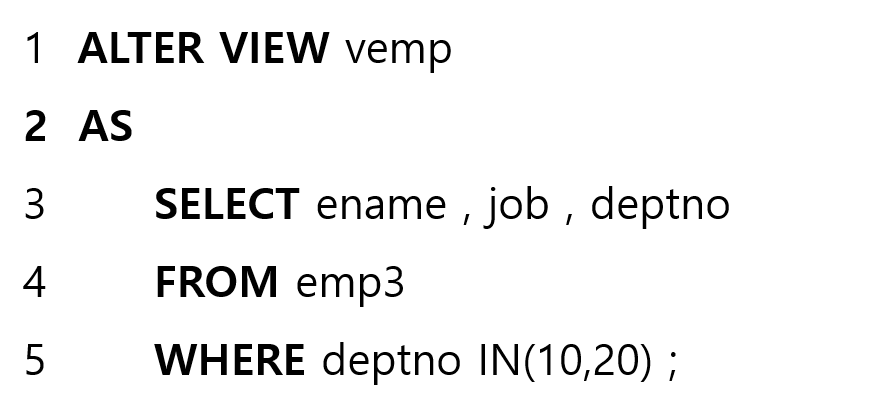 1 ALTER VIEW vemp
2 AS
3 SELECT ename , job , deptno
4 FROM emp3
5 WHERE deptno IN(10,20) ;